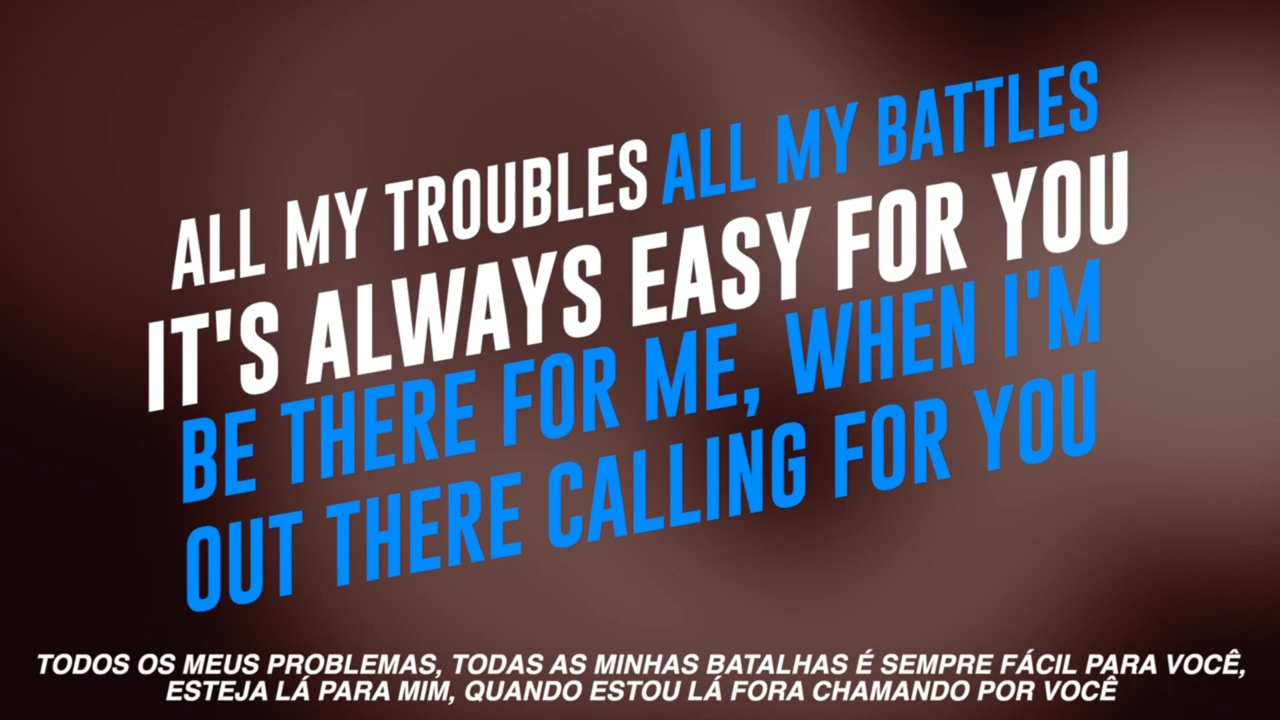 ALL MY TROUBLES ALL MY BATTLES
IT'S ALWAYS EASY FOR YOU
BE THERE FOR ME, WHEN I'M
OUT THERE CALLING FOR YOU
TODOS OS MEUS PROBLEMAS, TODAS AS MINHAS BATALHAS É SEMPRE FÁCIL PARA VOCÊ,
ESTEJA LÁ PARA MIM, QUANDO ESTOU LÁ FORA CHAMANDO POR VOCÊ